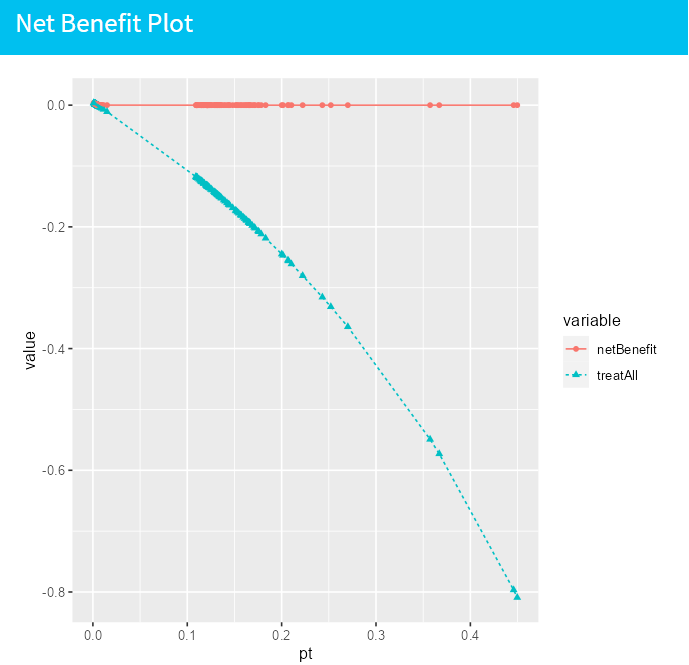 Net Benefit Plot
0.0
-0.2
-0.4
-0.6
-0.8
value
0.0 0.1 0.2 0.3 0.4
pt
variable
netBenefit
treatAll